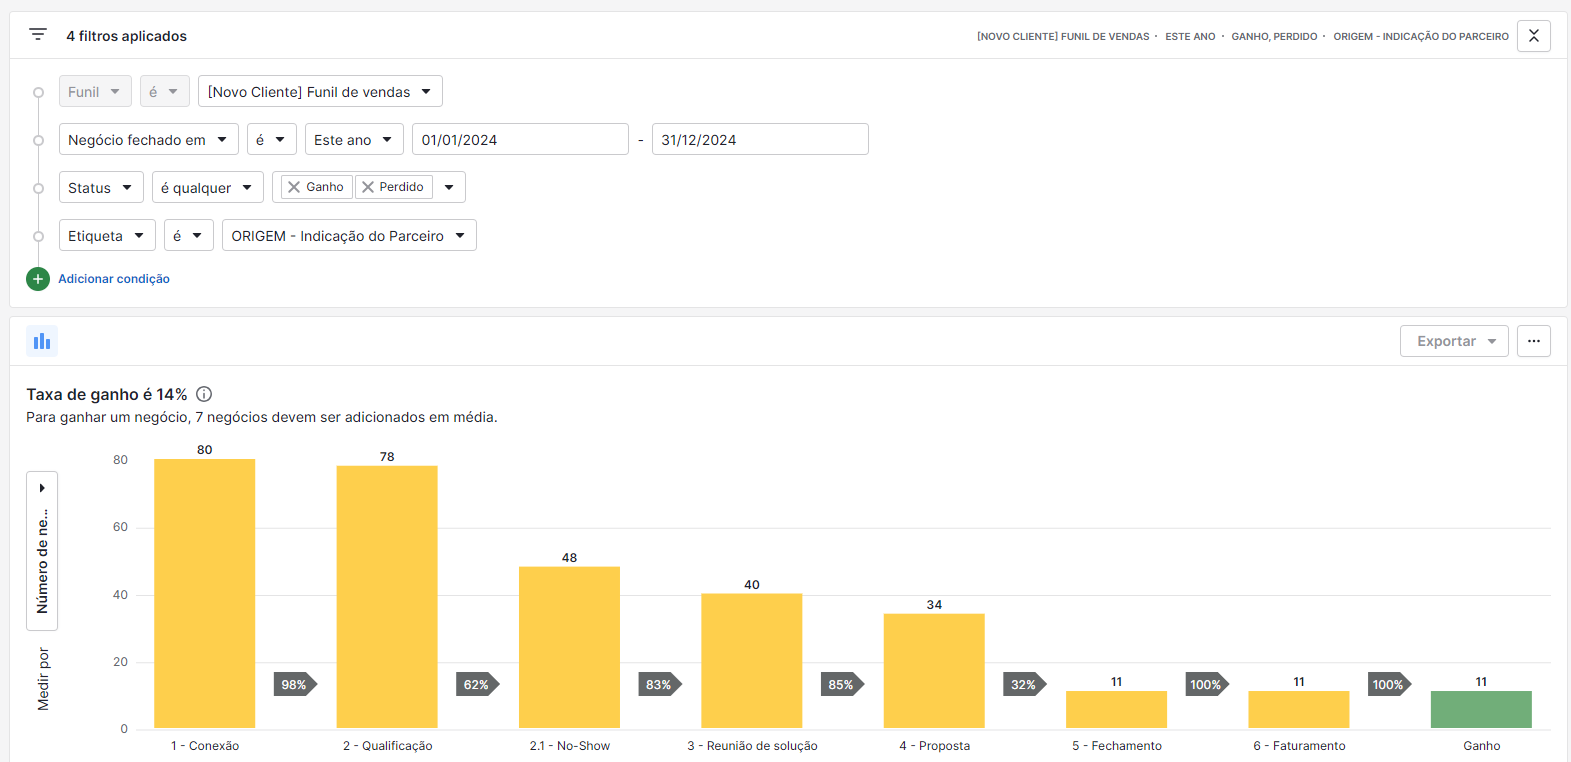 4 filtros aplicados
[NOVO CLIENTE] FUNIL DE VENDAS · ESTE ANO · GANHO, PERDIDO · ORIGEM - INDICAÇÃO DO PARCEIRO
Funil é [Novo Cliente] Funil de vendas
Negócio fechado em é Este ano 01/01/2024 - 31/12/2024
Status é qualquer Ganho Perdido
Etiqueta é ORIGEM - Indicação do Parceiro
Adicionar condição
Exportar
Taxa de ganho é 14%
Para ganhar um negócio, 7 negócios devem ser adicionados em média.
Número de ne...
Medir por
80
60
40
20
0
80
78
48
40
34
11
11
11
98%
62%
83%
85%
32%
100%
100%
1 - Conexão
2 - Qualificação
2.1 - No-Show
3 - Reunião de solução
4 - Proposta
5 - Fechamento
6 - Faturamento
Ganho